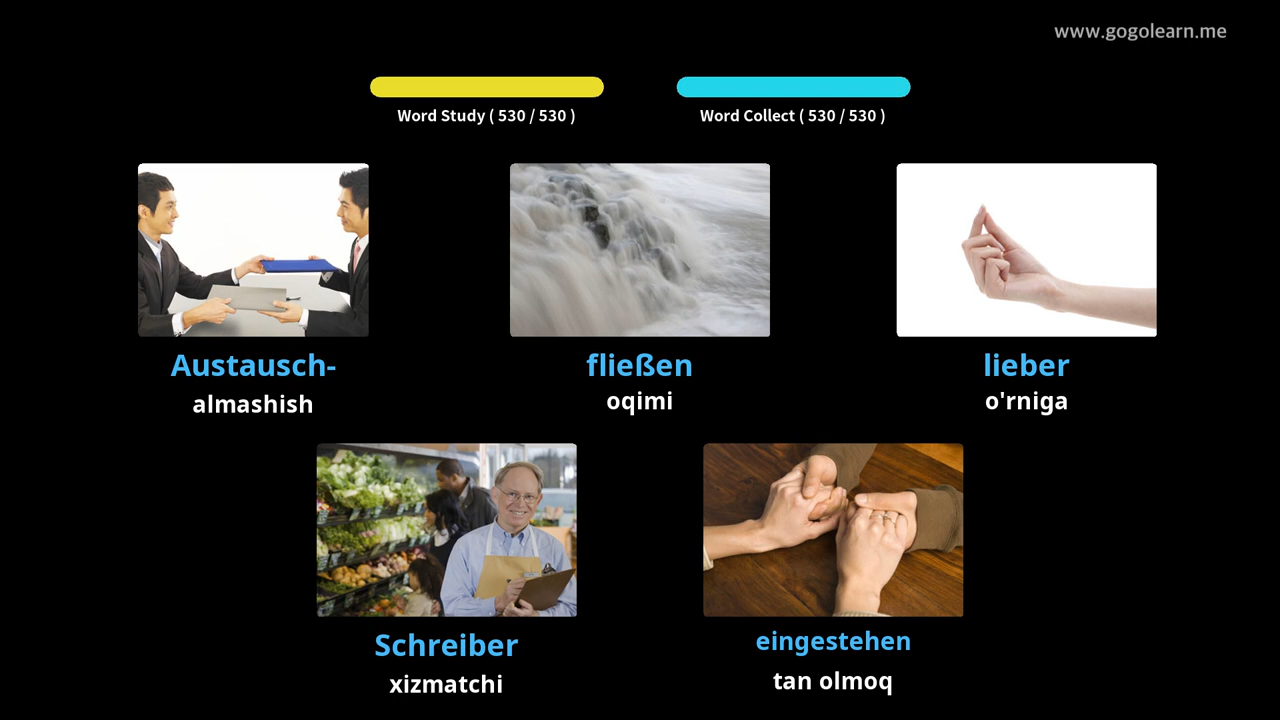 www.gogolearn.me
Word Study ( 530 / 530 )
Word Collect ( 530 / 530 )
Austausch-
almashish
fließen
oqimi
lieber
o'rniga
Schreiber
xizmatchi
eingestehen
tan olmoq